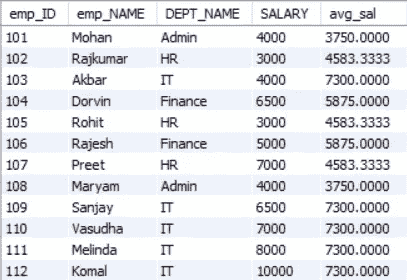 emp_ID emp_NAME DEPT_NAME SALARY avg_sal
101 Mohan Admin 4000 3750.0000
102 Rajkumar HR 3000 4583.3333
103 Akbar IT 4000 7300.0000
104 Dorvin Finance 6500 5875.0000
105 Rohit HR 3000 4583.3333
106 Rajesh Finance 5000 5875.0000
107 Preet HR 7000 4583.3333
108 Maryam Admin 4000 3750.0000
109 Sanjay IT 6500 7300.0000
110 Vasudha IT 7000 7300.0000
111 Melinda IT 8000 7300.0000
112 Komal IT 10000 7300.0000